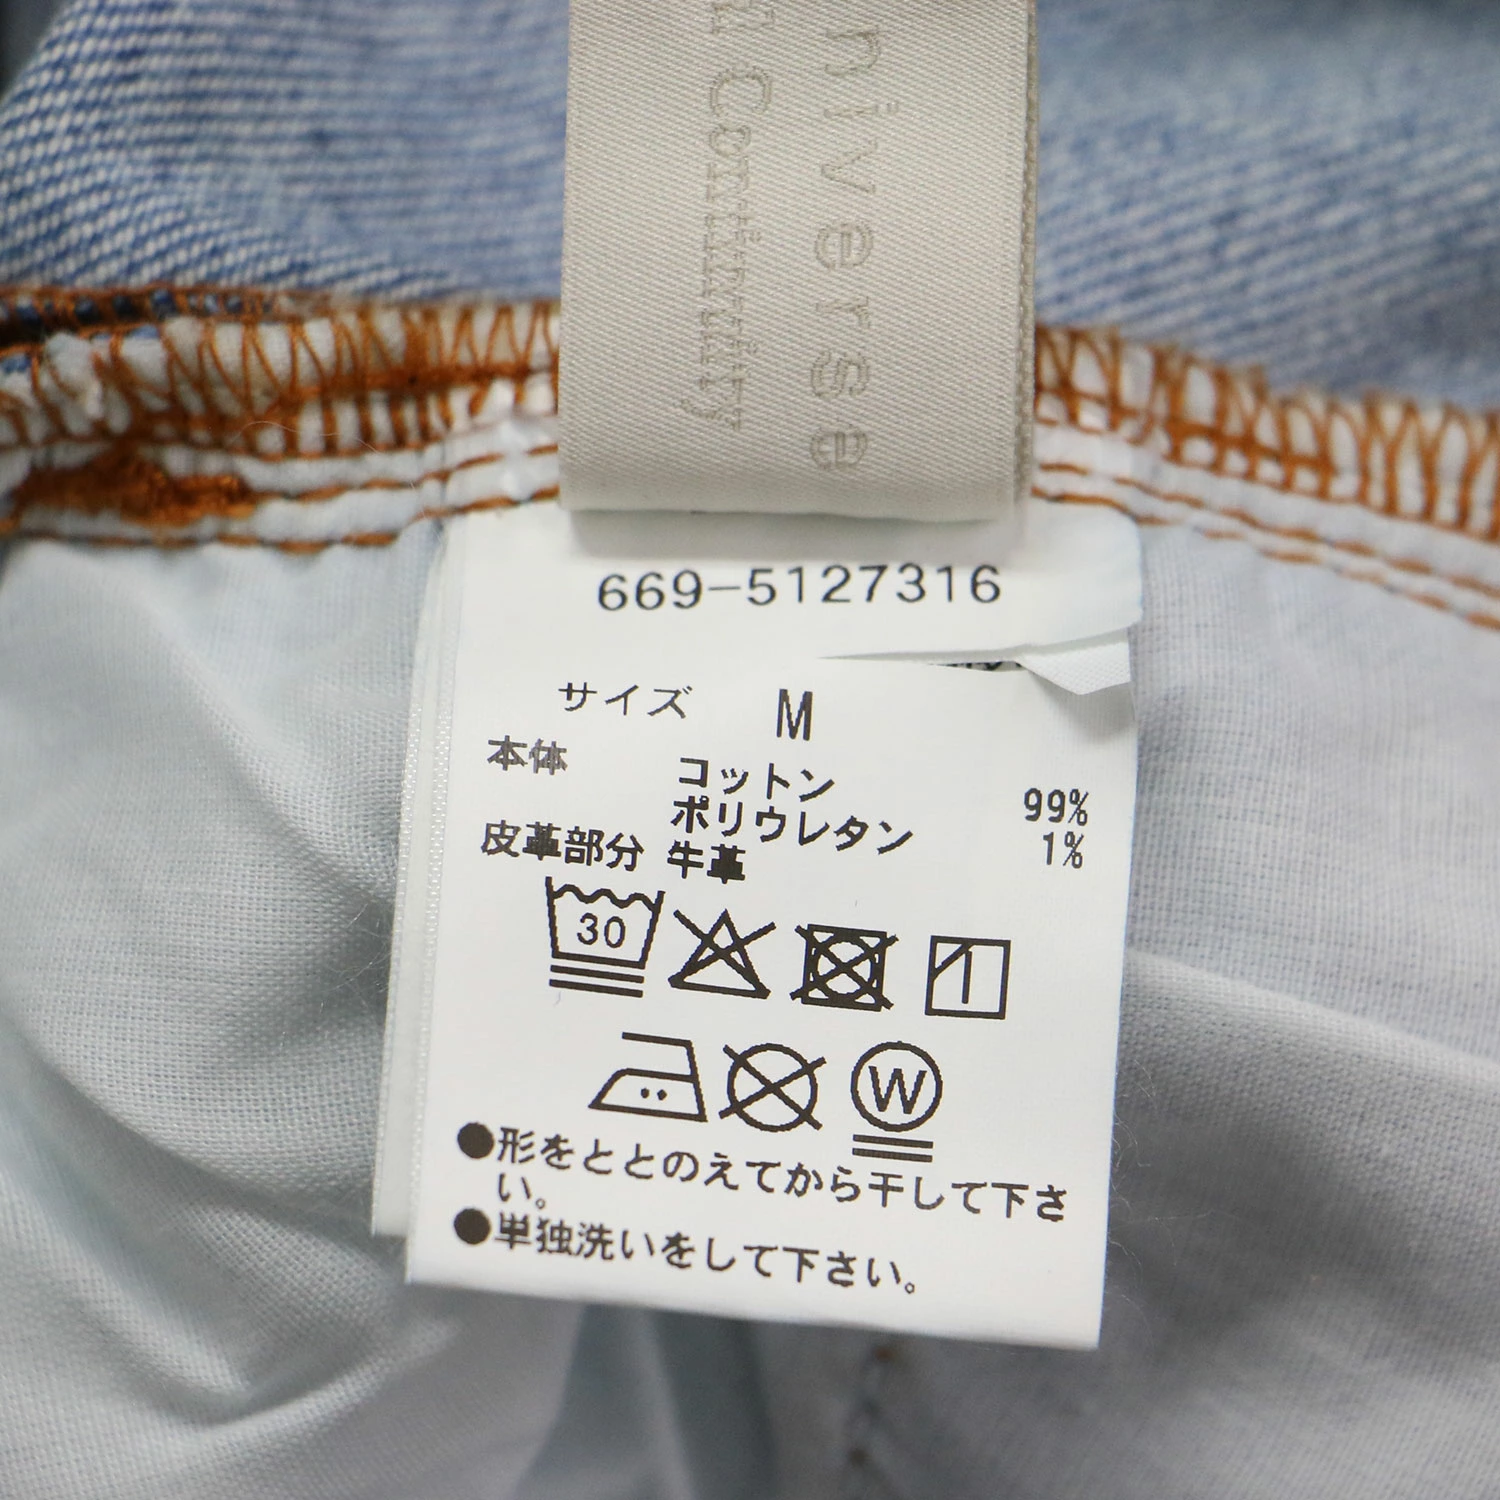 niverse
Continuity
669-5127316
サイズ M
本体 コットン 99%
ポリウレタン 1%
皮革部分 牛革
30
W
●形をととのえてから干して下さ
い。
●単独洗いをして下さい。